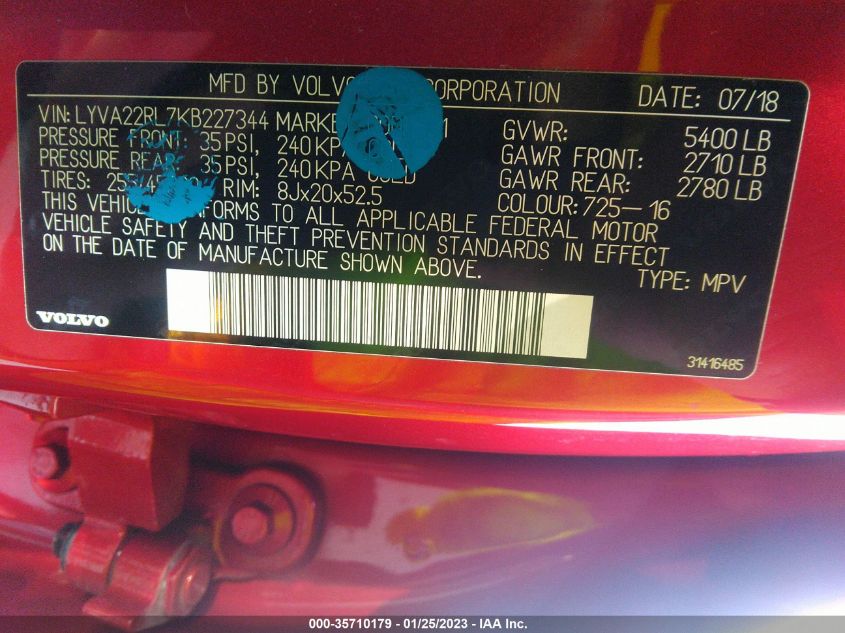 MFD BY VOLVO CORPORATION DATE: 07/18
VIN: LYVA22RL7KB227344 MARKE
PRESSURE FRONT: 35PSI, 240KPA
PRESSURE REAR: 35PSI, 240KPA
TIRES: RIM: 8Jx20x52.5
THIS VEHIC TO ALL APPLICABLE FEDERAL MOTOR
VEHICLE SAFETY AND THEFT PREVENTION STANDARDS IN EFFECT
ON THE DATE OF MANUFACTURE SHOWN ABOVE.
GVWR: 5400 LB
GAWR FRONT: 2710 LB
GAWR REAR: 2780 LB
COLOUR: 725-16
TYPE: MPV
VOLVO
31416485
000-35710179 - 01/25/2023 - IAA Inc.